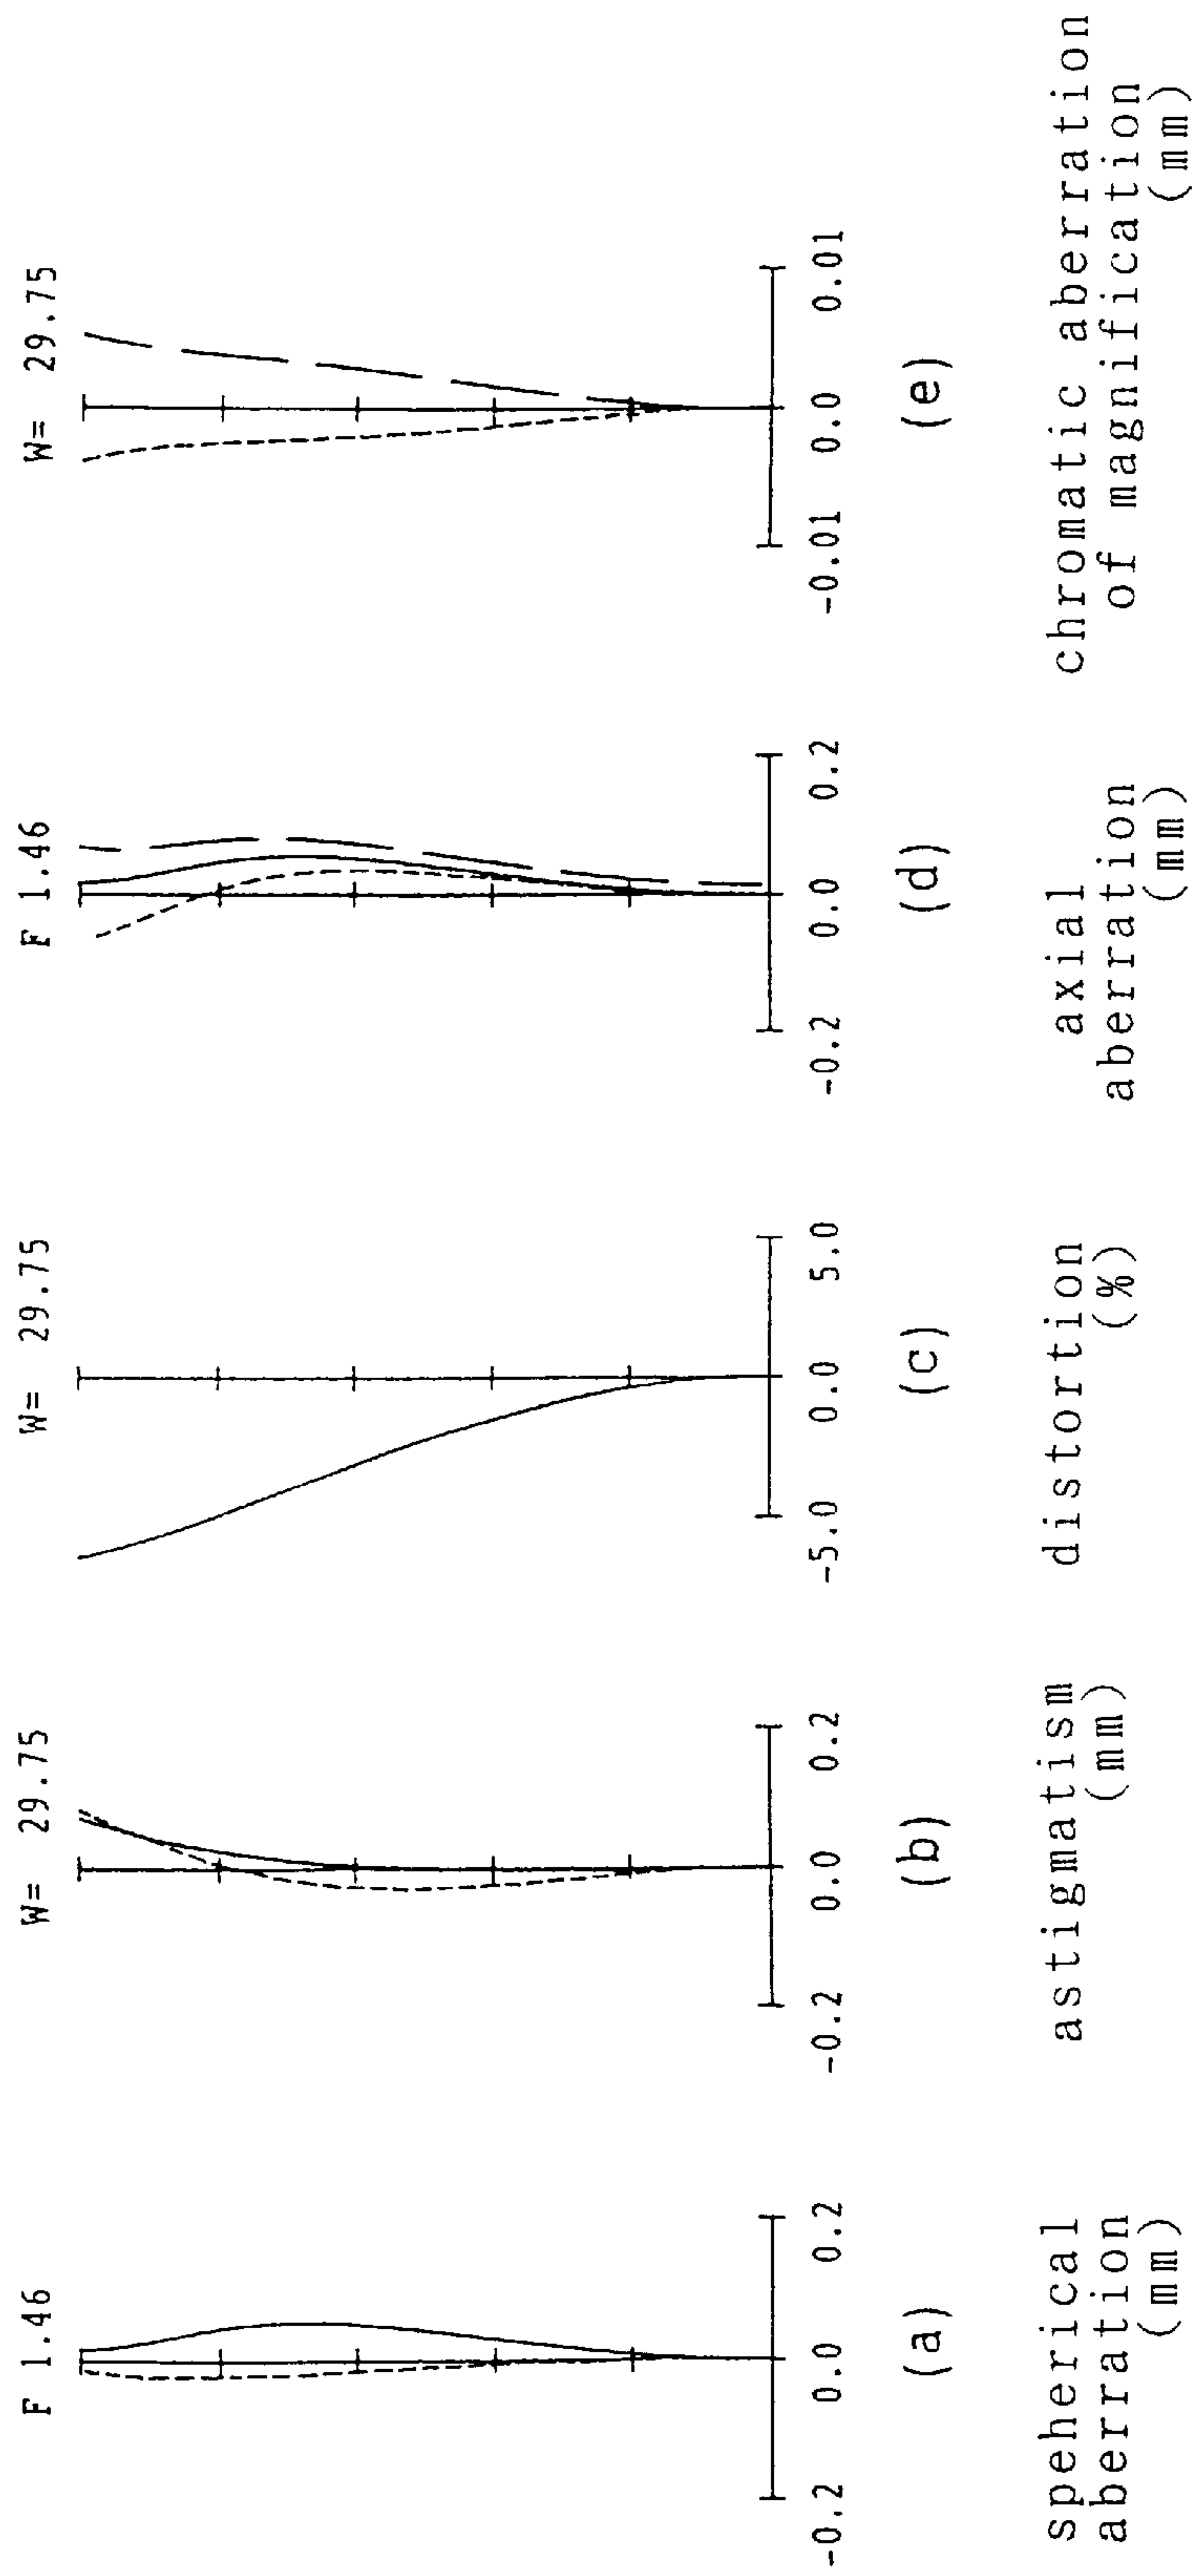 F 1.46
-0.2 0.0 0.2
(a)
speherical
aberration
(mm)
W= 29.75
-0.2 0.0 0.2
(b)
astigmatism
(mm)
W= 29.75
-5.0 0.0 5.0
(c)
distortion
(%)
F 1.46
-0.2 0.0 0.2
(d)
axial
aberration
(mm)
W= 29.75
-0.01 0.0 0.01
(e)
chromatic aberration
of magnification
(mm)